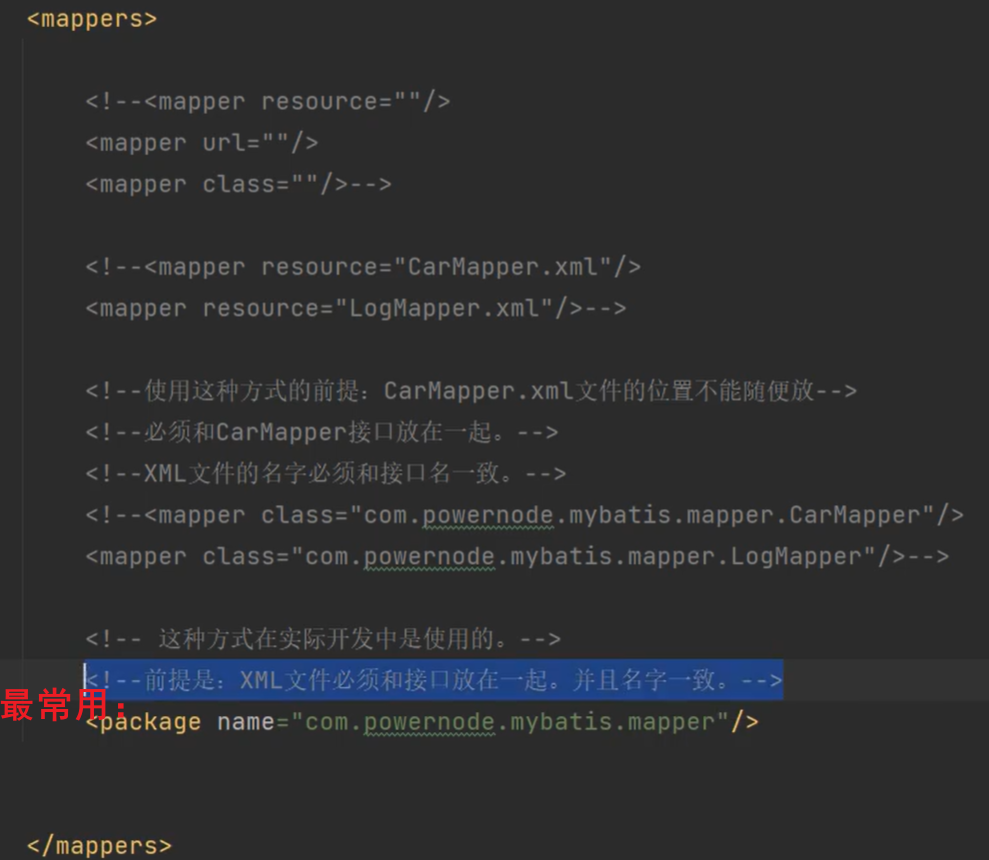 <mappers>
<!--<mapper resource=""/>
<mapper url=""/>
<mapper class=""/>-->
<!--<mapper resource="CarMapper.xml"/>
<mapper resource="LogMapper.xml"/>-->
<!--使用这种方式的前提：CarMapper.xml文件的位置不能随便放-->
<!--必须和CarMapper接口放在一起。-->
<!--XML文件的名字必须和接口名一致。-->
<!--<mapper class="com.powernode.mybatis.mapper.CarMapper"/>
<mapper class="com.powernode.mybatis.mapper.LogMapper"/>-->
<!-- 这种方式在实际开发中是使用的。-->
<!--前提是：XML文件必须和接口放在一起。并且名字一致。-->
最常用：
<package name="com.powernode.mybatis.mapper"/>
</mappers>